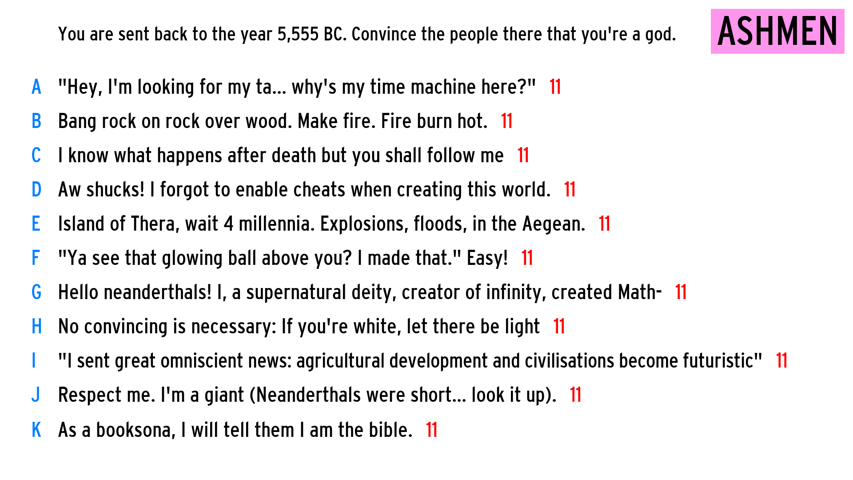 You are sent back to the year 5,555 BC. Convince the people there that you're a god.
ASHMEN
A "Hey, I'm looking for my ta... why's my time machine here?" 11
B Bang rock on rock over wood. Make fire. Fire burn hot. 11
C I know what happens after death but you shall follow me 11
D Aw shucks! I forgot to enable cheats when creating this world. 11
E Island of Thera, wait 4 millennia. Explosions, floods, in the Aegean. 11
F "Ya see that glowing ball above you? I made that." Easy! 11
G Hello neanderthals! I, a supernatural deity, creator of infinity, created Math- 11
H No convincing is necessary: If you're white, let there be light 11
I "I sent great omniscient news: agricultural development and civilisations become futuristic" 11
J Respect me. I'm a giant (Neanderthals were short... look it up). 11
K As a booksona, I will tell them I am the bible. 11